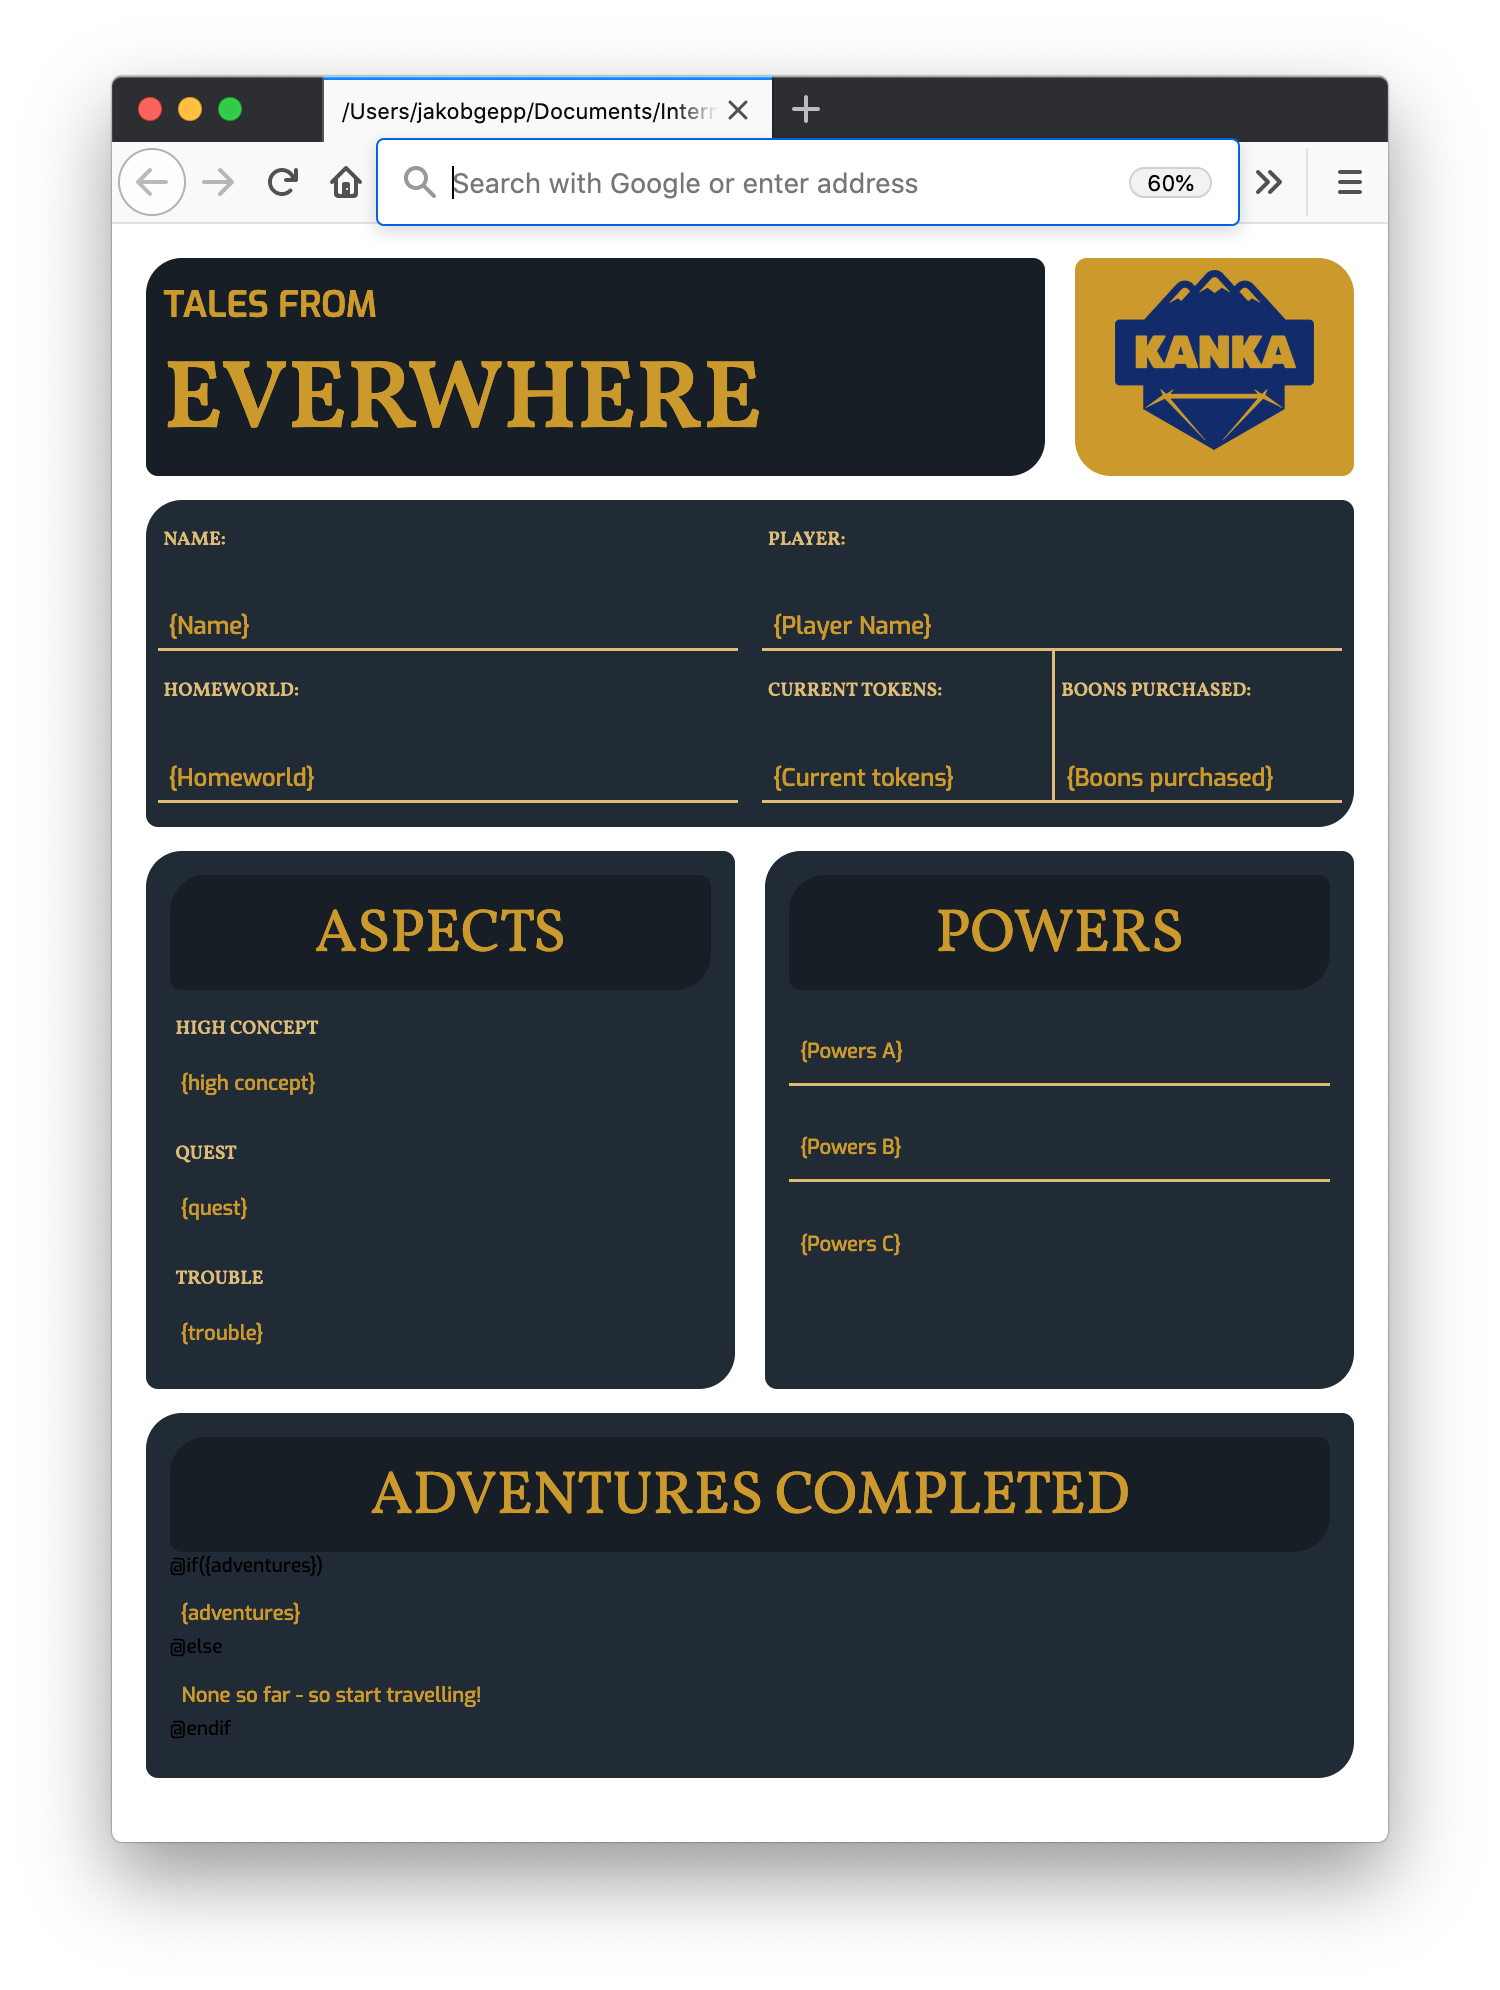 /Users/jakobgepp/Documents/Inter
Search with Google or enter address
60%
TALES FROM
EVERWHERE
KANKA
NAME:
PLAYER:
{Name}
{Player Name}
HOMEWORLD:
CURRENT TOKENS:
BOONS PURCHASED:
{Homeworld}
{Current tokens}
{Boons purchased}
ASPECTS
HIGH CONCEPT
{high concept}
QUEST
{quest}
TROUBLE
{trouble}
POWERS
{Powers A}
{Powers B}
{Powers C}
ADVENTURES COMPLETED
@if({adventures})
{adventures}
@else
None so far - so start travelling!
@endif